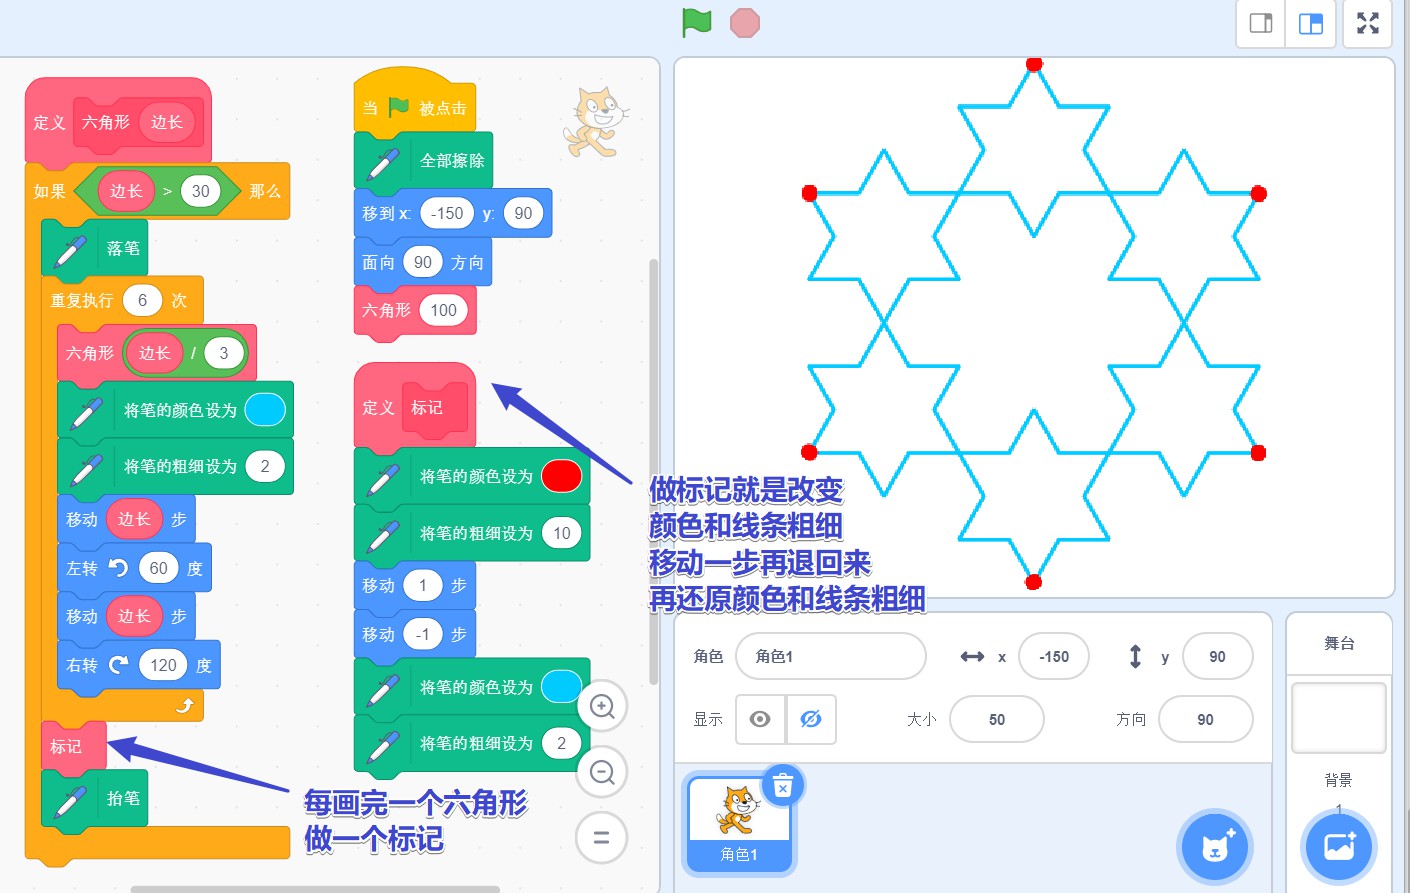 定义 六角形 边长
如果 边长 > 30 那么
落笔
重复执行 6 次
六角形 边长 / 3
将笔的颜色设为
将笔的粗细设为 2
移动 边长 步
左转 60 度
移动 边长 步
右转 120 度
标记
抬笔
当 被点击
全部擦除
移到 x: -150 y: 90
面向 90 方向
六角形 100
定义 标记
将笔的颜色设为
将笔的粗细设为 10
移动 1 步
移动 -1 步
将笔的颜色设为
将笔的粗细设为 2
每画完一个六角形
做一个标记
做标记就是改变
颜色和线条粗细
移动一步再退回来
再还原颜色和线条粗细
角色 角色1 x -150 y 90
显示 大小 50 方向 90
角色1
舞台
背景
1